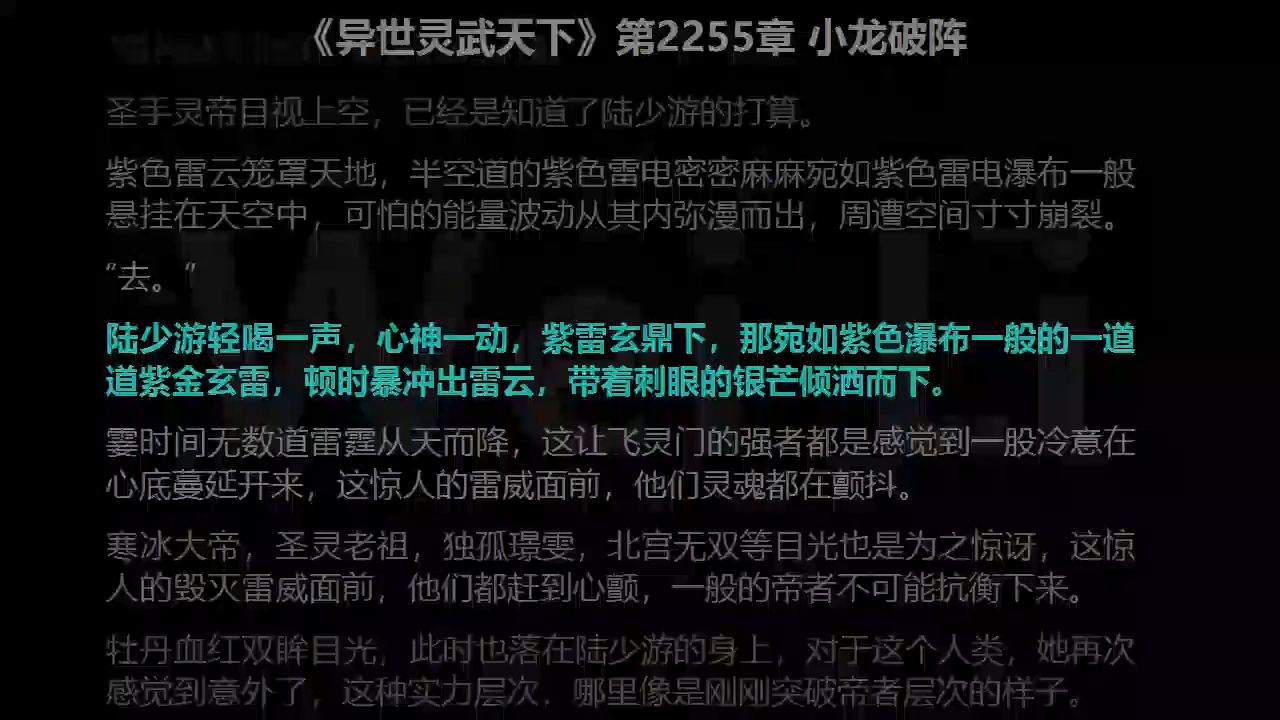 《异世灵武天下》第2255章 小龙破阵
圣手灵帝目视上空，已经是知道了陆少游的打算。
紫色雷云笼罩天地，半空道的紫色雷电密密麻麻宛如紫色雷电瀑布一般
悬挂在天空中，可怕的能量波动从其内弥漫而出，周遭空间寸寸崩裂。
“去。”
陆少游轻喝一声，心神一动，紫雷玄鼎下，那宛如紫色瀑布一般的一道
道紫金玄雷，顿时暴冲出雷云，带着刺眼的银芒倾洒而下。
霎时间无数道雷霆从天而降，这让飞灵门的强者都是感觉到一股冷意在
心底蔓延开来，这惊人的雷威面前，他们灵魂都在颤抖。
寒冰大帝，圣灵老祖，独孤璟雯，北宫无双等目光也是为之惊讶，这惊
人的毁灭雷威面前，他们都赶到心颤，一般的帝者不可能抗衡下来。
牡丹血红双眸目光，此时也落在陆少游的身上，对于这个人类，她再次
感觉到意外了，这种实力层次，哪里像是刚刚突破帝者层次的样子。